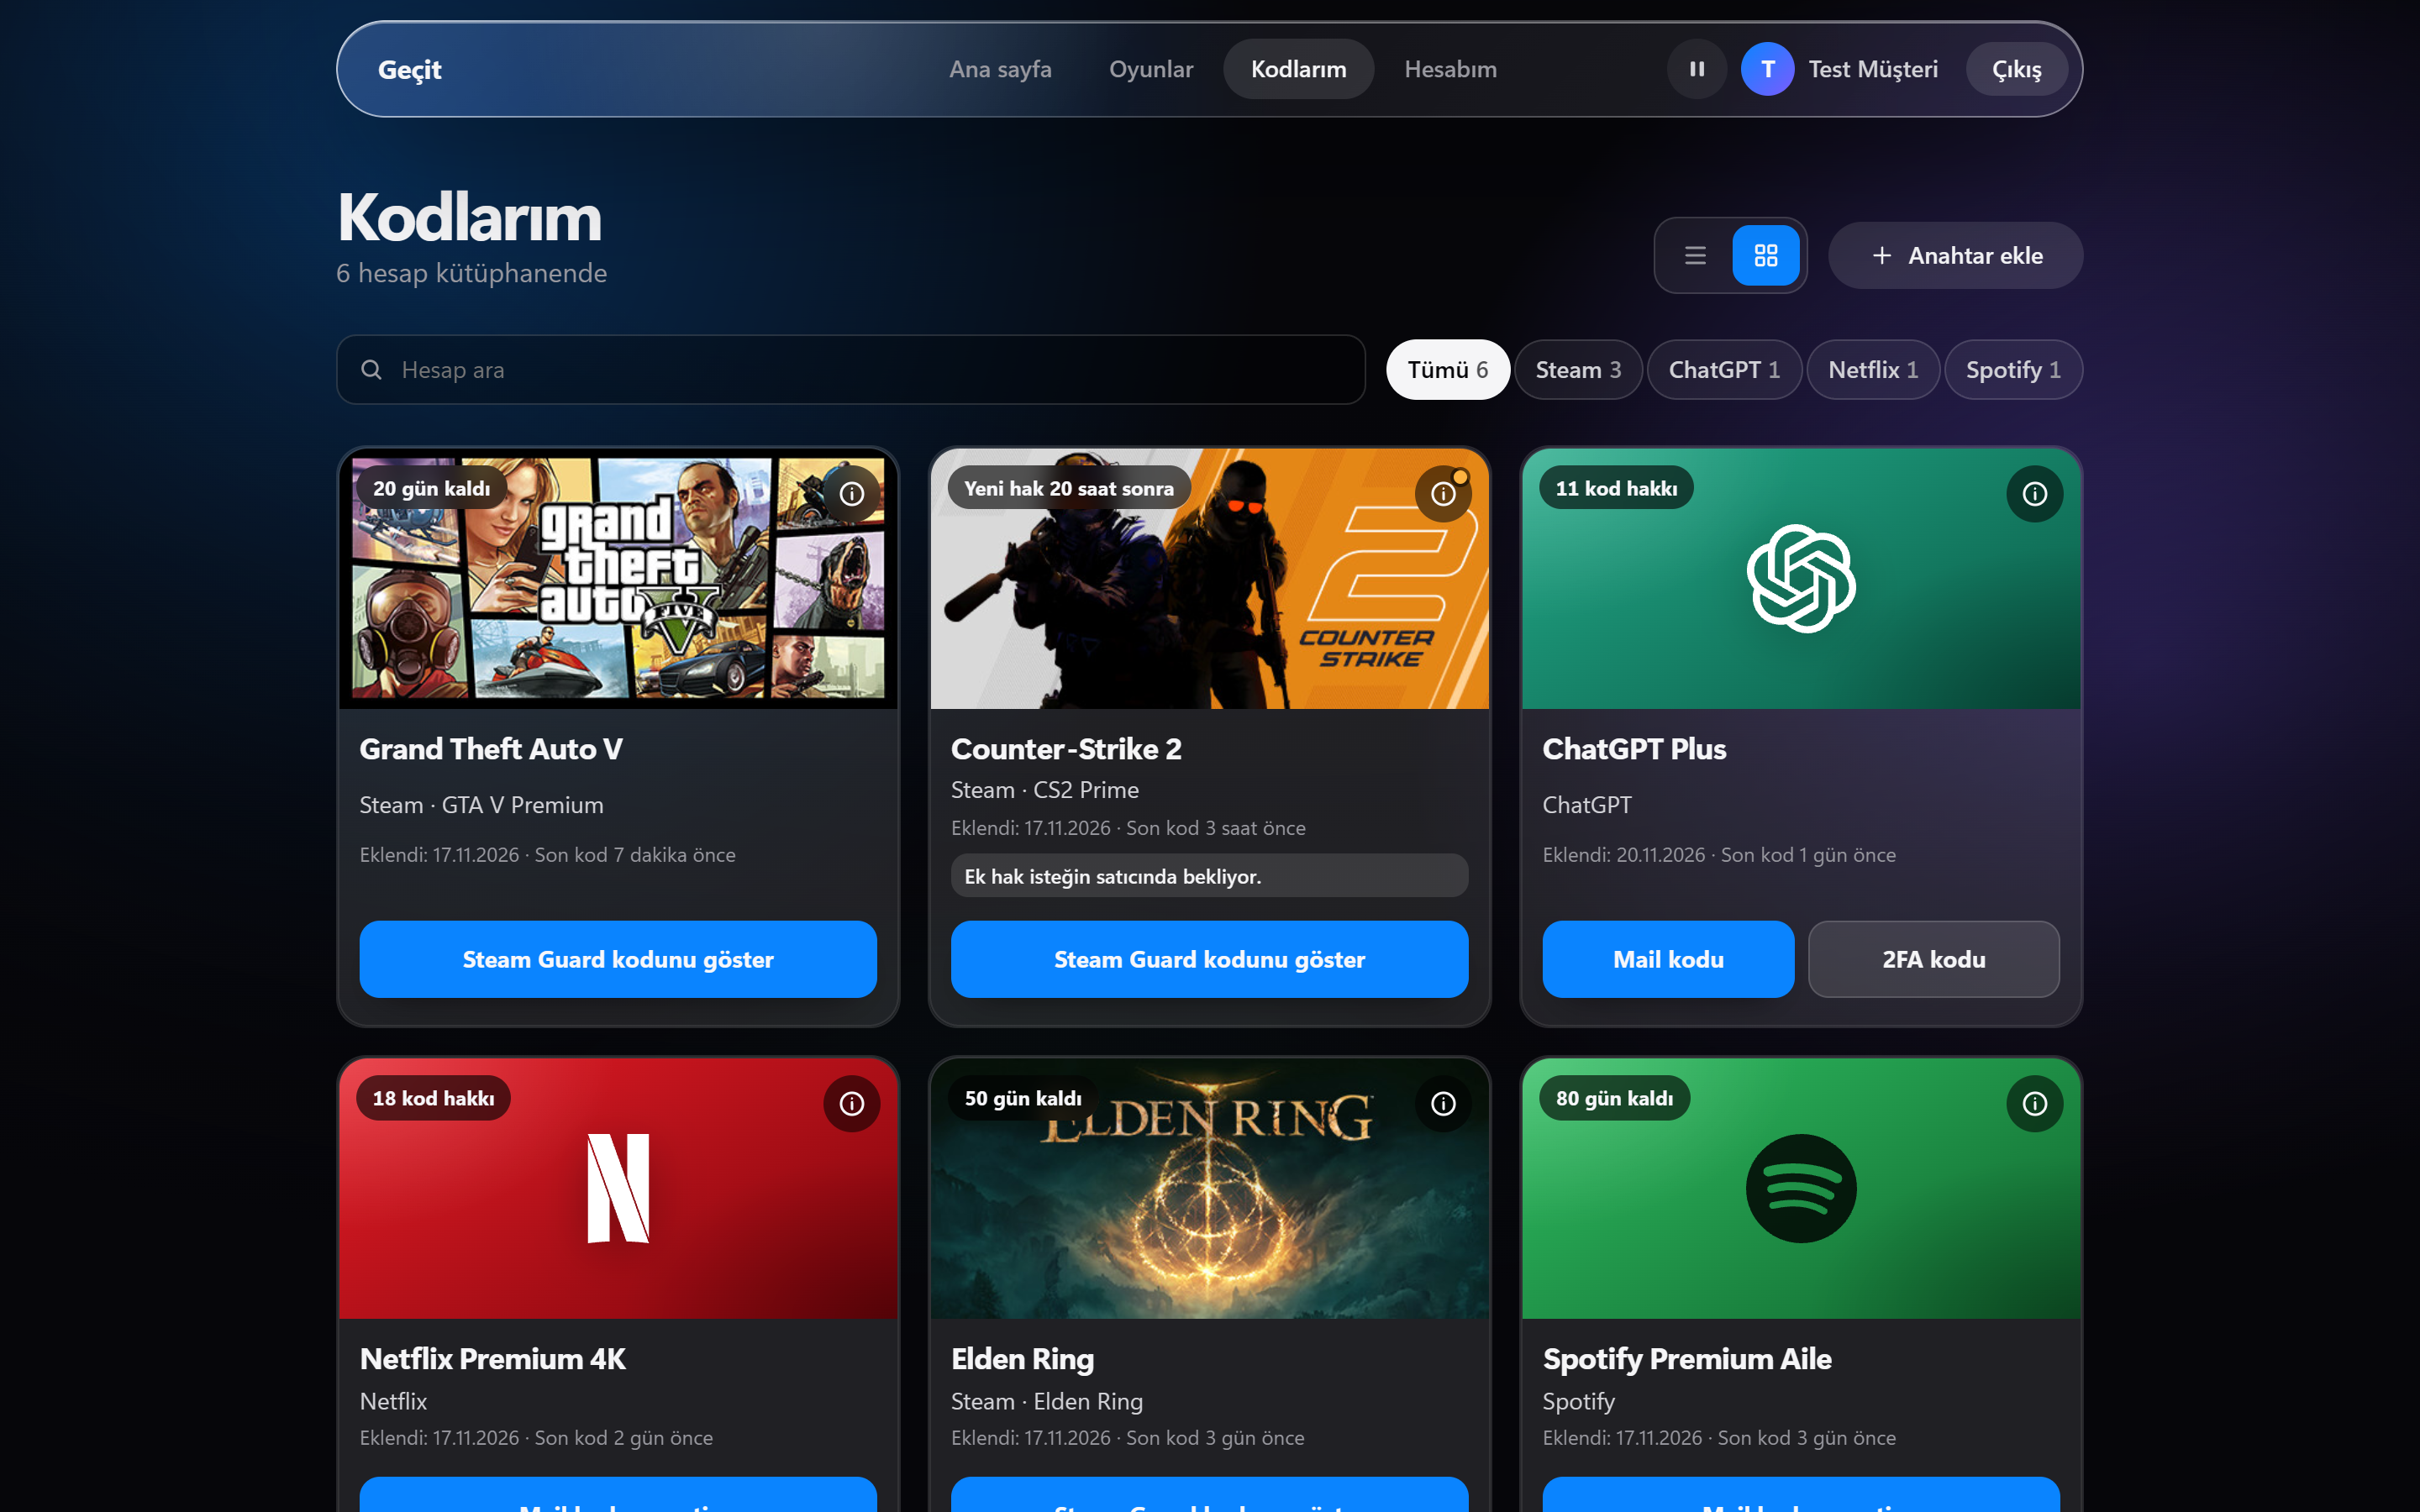 Geçit
Ana sayfa
Oyunlar
Kodlarım
Hesabım
T
Test Müşteri
Çıkış
Kodlarım
6 hesap kütüphanende
Anahtar ekle
Hesap ara
Tümü 6
Steam 3
ChatGPT 1
Netflix 1
Spotify 1
20 gün kaldı
grand
theft
auto
FIVE
Yeni hak 20 saat sonra
2
COUNTER
STRIKE
11 kod hakkı
Grand Theft Auto V
Steam · GTA V Premium
Eklendi: 17.11.2026 · Son kod 7 dakika önce
Steam Guard kodunu göster
Counter-Strike 2
Steam · CS2 Prime
Eklendi: 17.11.2026 · Son kod 3 saat önce
Ek hak isteğin satıcında bekliyor.
Steam Guard kodunu göster
ChatGPT Plus
ChatGPT
Eklendi: 20.11.2026 · Son kod 1 gün önce
Mail kodu
2FA kodu
18 kod hakkı
N
50 gün kaldı
ELDEN RING
80 gün kaldı
Netflix Premium 4K
Netflix
Eklendi: 17.11.2026 · Son kod 2 gün önce
Elden Ring
Steam · Elden Ring
Eklendi: 17.11.2026 · Son kod 3 gün önce
Spotify Premium Aile
Spotify
Eklendi: 17.11.2026 · Son kod 3 gün önce